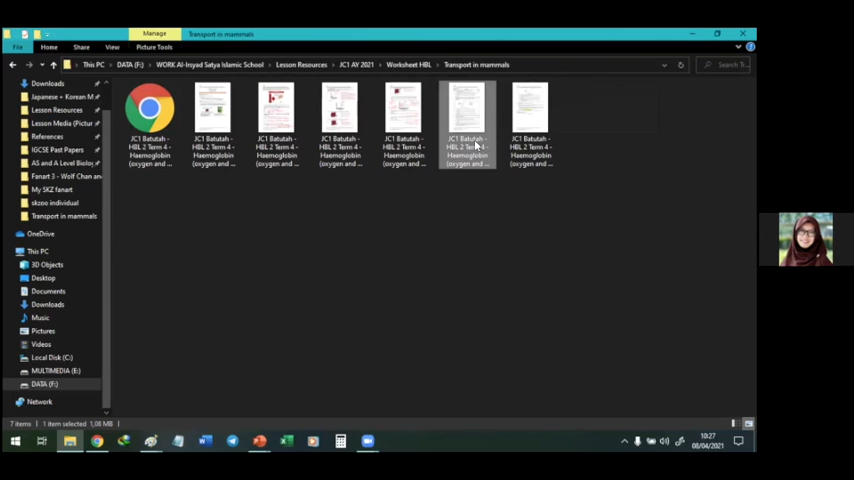 Manage
Transport in mammals
File
Home
Share
View
Picture Tools
This PC
DATA (F:)
WORK Al-Irsyad Satya Islamic School
Lesson Resources
JC1 AY 2021
Worksheet HBL
Transport in mammals
Search Tr...
Downloads
Japanese + Korean M
Lesson Resources
Lesson Media (Pictur
References
IGCSE Past Papers
AS and A Level Biolog
Fanart 3 - Wolf Chan an
My SKZ fanart
skzoo individual
Transport in mammals
OneDrive
This PC
3D Objects
Desktop
Documents
Downloads
Music
Pictures
Videos
Local Disk (C:)
MULTIMEDIA (E:)
DATA (F:)
Network
JC1 Batutah -
HBL 2 Term 4 -
Haemoglobin
(oxygen and ...
JC1 Batutah -
HBL 2 Term 4 -
Haemoglobin
(oxygen and ...
JC1 Batutah -
HBL 2 Term 4 -
Haemoglobin
(oxygen and ...
JC1 Batutah -
HBL 2 Term 4 -
Haemoglobin
(oxygen and ...
JC1 Batutah -
HBL 2 Term 4 -
Haemoglobin
(oxygen and ...
JC1 Batutah -
HBL 2 Term 4 -
Haemoglobin
(oxygen and ...
JC1 Batutah -
HBL 2 Term 4 -
Haemoglobin
(oxygen and ...
7 items
1 item selected 1,08 MB
10:27
08/04/2021